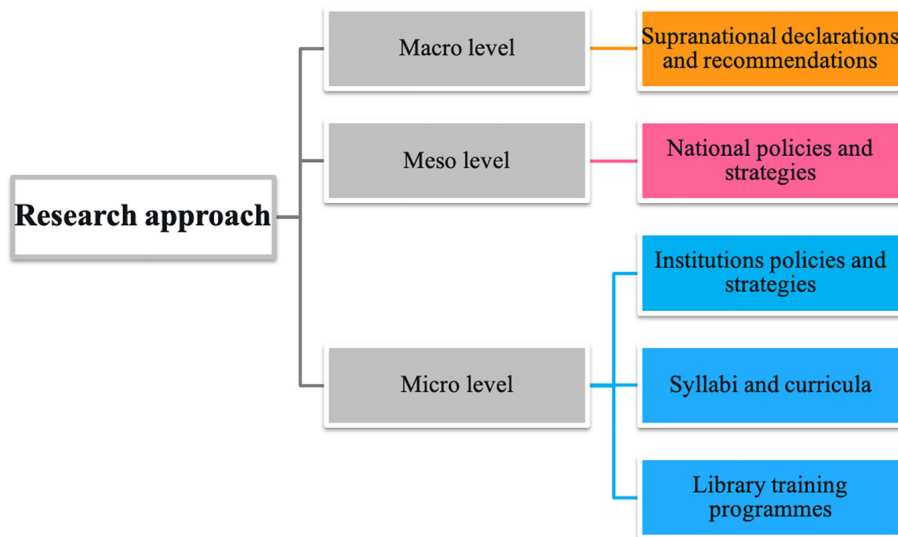 Research approach
Macro level
Supranational declarations
and recommendations
Meso level
National policies and
strategies
Micro level
Institutions policies and
strategies
Syllabi and curricula
Library training
programmes